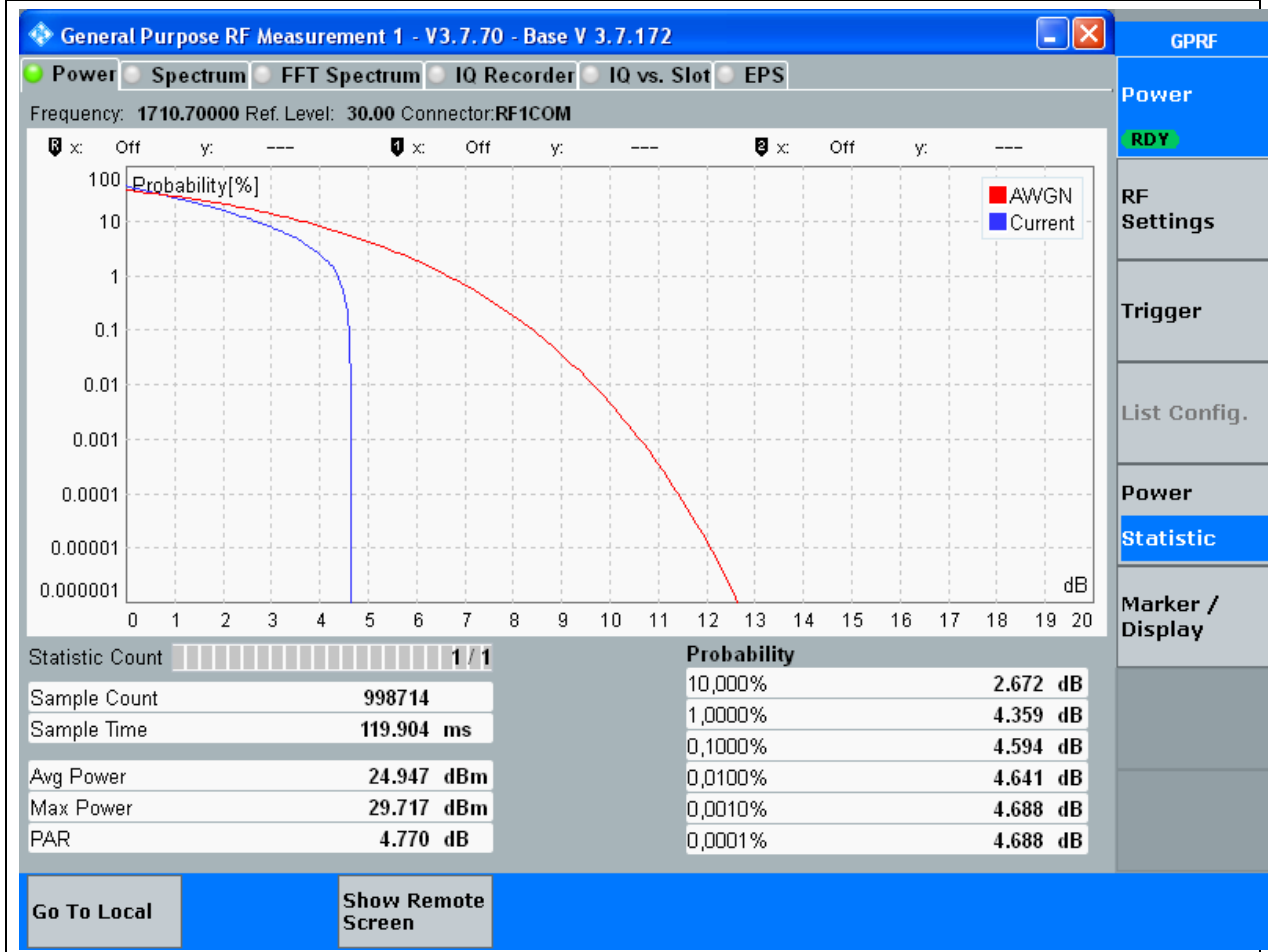 General Purpose RF Measurement 1 - V3.7.70 - Base V 3.7.172
Power Spectrum FFT Spectrum IQ Recorder IQ vs. Slot EPS
Frequency: 1710.70000 Ref. Level: 30.00 Connector:RF1COM
R x: Off y: --- 1 x: Off y: --- 2 x: Off y: ---
Probability[%]
AWGN
Current
100
10
1
0.1
0.01
0.001
0.0001
0.00001
0.000001
dB
0 1 2 3 4 5 6 7 8 9 10 11 12 13 14 15 16 17 18 19 20
Statistic Count 1 / 1
Sample Count 998714
Sample Time 119.904 ms
Avg Power 24.947 dBm
Max Power 29.717 dBm
PAR 4.770 dB
Probability
10,000% 2.672 dB
1,0000% 4.359 dB
0,1000% 4.594 dB
0,0100% 4.641 dB
0,0010% 4.688 dB
0,0001% 4.688 dB
GPRF
Power
RDY
RF
Settings
Trigger
List Config.
Power
Statistic
Marker /
Display
Go To Local
Show Remote
Screen